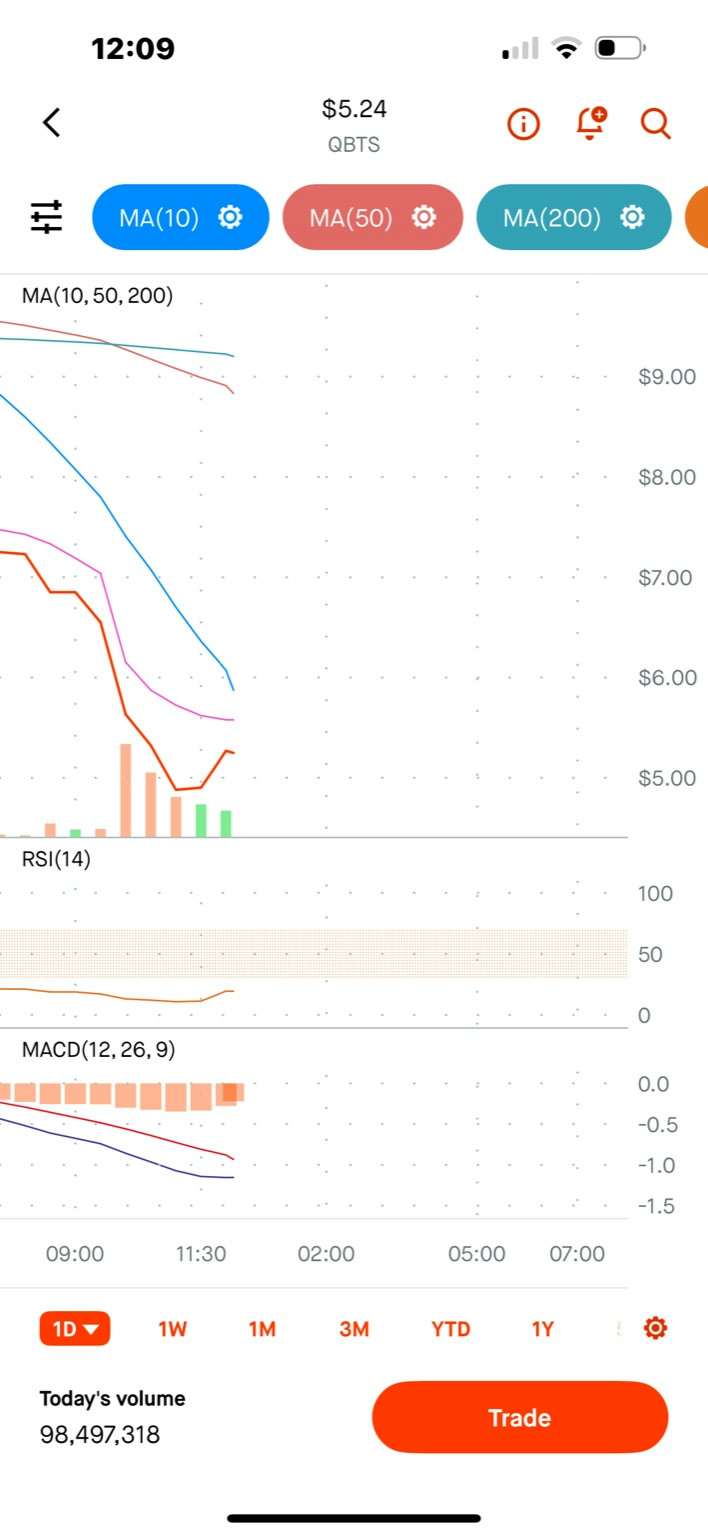 12:09
$5.24
QBTS
MA(10) MA(50) MA(200)
MA(10, 50, 200)
$9.00
$8.00
$7.00
$6.00
$5.00
RSI(14)
100
50
0
MACD(12, 26, 9)
0.0
-0.5
-1.0
-1.5
09:00 11:30 02:00 05:00 07:00
1D 1W 1M 3M YTD 1Y
Today's volume
98,497,318
Trade